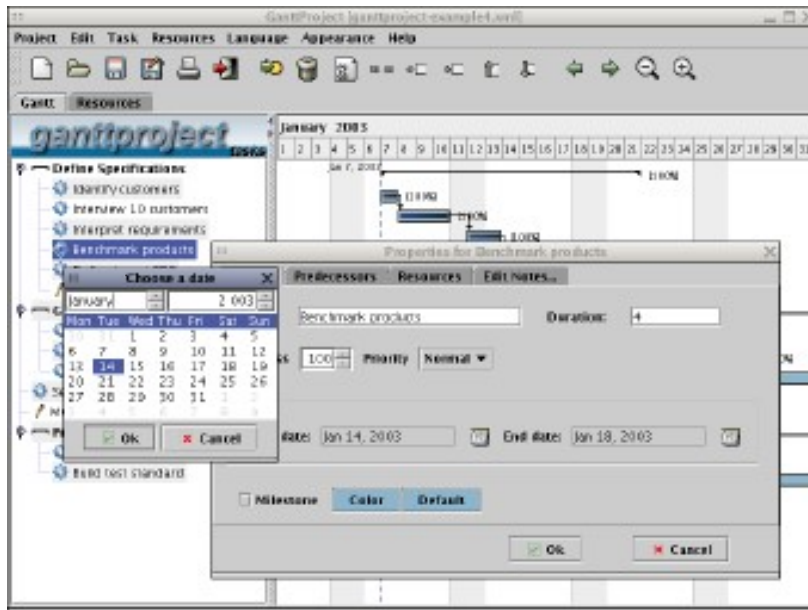 GanttProject [ganttproject-example4.xml]
Project Edit Task Resources Language Appearance Help
Gantt Resources
ganttproject
January 2003
1 2 3 4 5 6 7 8 9 10 11 12 13 14 15 16 17 18 19 20 21 22 23 24 25 26 27 28 29 30 31
Jan 7, 2003
Define Specifications
Identify customers
Interview 10 customers
Interpret requirements
Benchmark products
Properties for Benchmark products
Predecessors Resources Edit Notes...
Benchmark products Duration: 4
100 Priority Normal
date: Jan 14, 2003 End date: Jan 18, 2003
Milestone Color Default
Ok Cancel
Choose a date
January 2 003
Mon Tue Wed Thu Fri Sat Sun
30 31 1 2 3 4 5
6 7 8 9 10 11 12
13 14 15 16 17 18 19
20 21 22 23 24 25 26
27 28 29 30 31 1 2
3 4 5 6 7 8 9
Ok Cancel
Build test standard